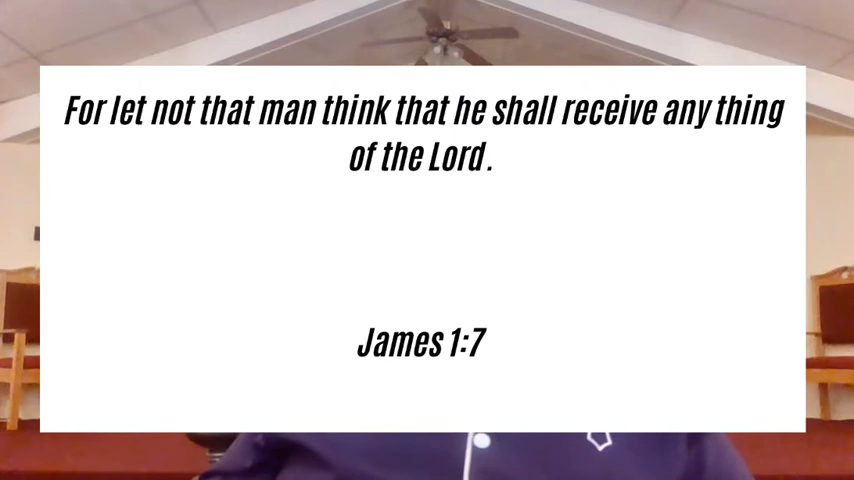 For let not that man think that he shall receive any thing
of the Lord.
James 1:7